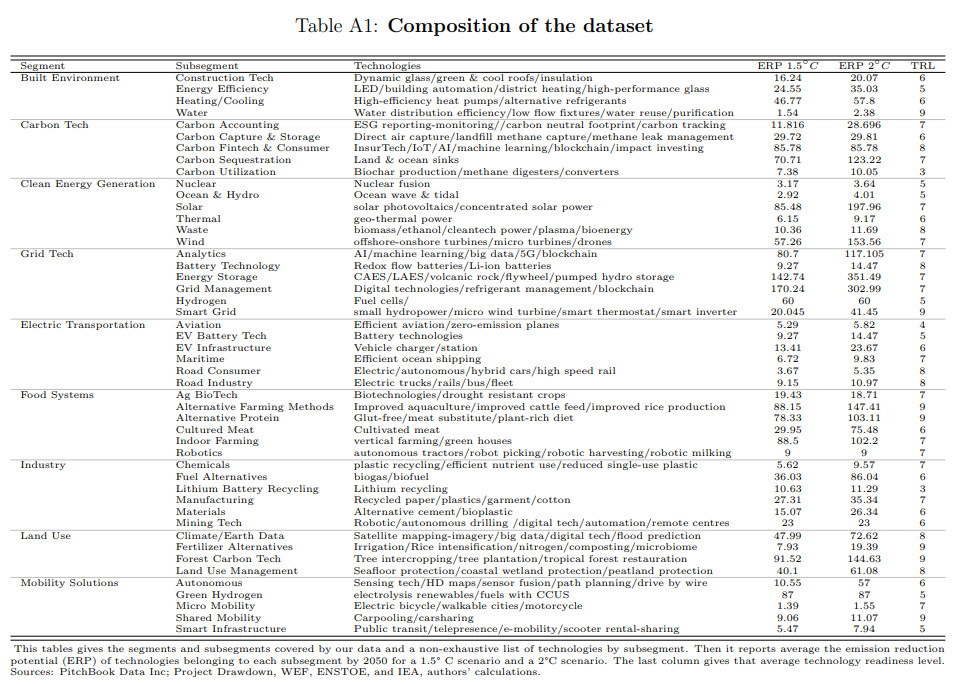 Table A1: Composition of the dataset
Segment Subsegment Technologies ERP 1.5°C ERP 2°C TRL
Built Environment Construction Tech Dynamic glass/green & cool roofs/insulation 16.24 20.07 6
Energy Efficiency LED/building automation/district heating/high-performance glass 24.55 35.03 5
Heating/Cooling High-efficiency heat pumps/alternative refrigerants 46.77 57.8 6
Water Water distribution efficiency/low flow fixtures/water reuse/purification 1.54 2.38 9
Carbon Tech Carbon Accounting ESG reporting-monitoring//carbon neutral footprint/carbon tracking 11.816 28.696 7
Carbon Capture & Storage Direct air capture/landfill methane capture/methane leak management 29.72 29.81 6
Carbon Fintech & Consumer InsurTech/IoT/AI/machine learning/blockchain/impact investing 85.78 85.78 8
Carbon Sequestration Land & ocean sinks 70.71 123.22 7
Carbon Utilization Biochar production/methane digesters/converters 7.38 10.05 3
Clean Energy Generation Nuclear Nuclear fusion 3.17 3.64 5
Ocean & Hydro Ocean wave & tidal 2.92 4.01 5
Solar solar photovoltaics/concentrated solar power 85.48 197.96 7
Thermal geo-thermal power 6.15 9.17 6
Waste biomass/ethanol/cleantech power/plasma/bioenergy 10.36 11.69 8
Wind offshore-onshore turbines/micro turbines/drones 57.26 153.56 7
Grid Tech Analytics AI/machine learning/big data/5G/blockchain 80.7 117.105 7
Battery Technology Redox flow batteries/Li-ion batteries 9.27 14.47 8
Energy Storage CAES/LAES/volcanic rock/flywheel/pumped hydro storage 142.74 351.49 7
Grid Management Digital technologies/refrigerant management/blockchain 170.24 302.99 7
Hydrogen Fuel cells/ 60 60 5
Smart Grid small hydropower/micro wind turbine/smart thermostat/smart inverter 20.045 41.45 9
Electric Transportation Aviation Efficient aviation/zero-emission planes 5.29 5.82 4
EV Battery Tech Battery technologies 9.27 14.47 5
EV Infrastructure Vehicle charger/station 13.41 23.67 6
Maritime Efficient ocean shipping 6.72 9.83 7
Road Consumer Electric/autonomous/hybrid cars/high speed rail 3.67 5.35 8
Road Industry Electric trucks/rails/bus/fleet 9.15 10.97 8
Food Systems Ag BioTech Biotechnologies/drought resistant crops 19.43 18.71 7
Alternative Farming Methods Improved aquaculture/improved cattle feed/improved rice production 88.15 147.41 9
Alternative Protein Glut-free/meat substitute/plant-rich diet 78.33 103.11 9
Cultured Meat Cultivated meat 29.95 75.48 6
Indoor Farming vertical farming/green houses 88.5 102.2 7
Robotics autonomous tractors/robot picking/robotic harvesting/robotic milking 9 9 7
Industry Chemicals plastic recycling/efficient nutrient use/reduced single-use plastic 5.62 9.57 7
Fuel Alternatives biogas/biofuel 36.03 86.04 6
Lithium Battery Recycling Lithium recycling 10.63 11.29 3
Manufacturing Recycled paper/plastics/garment/cotton 27.31 35.34 7
Materials Alternative cement/bioplastic 15.07 26.34 6
Mining Tech Robotic/autonomous drilling /digital tech/automation/remote centres 23 23 6
Land Use Climate/Earth Data Satellite mapping-imagery/big data/digital tech/flood prediction 47.99 72.62 8
Fertilizer Alternatives Irrigation/Rice intensification/nitrogen/composting/microbiome 7.93 19.39 9
Forest Carbon Tech Tree intercropping/tree plantation/tropical forest restauration 91.52 144.63 9
Land Use Management Seafloor protection/coastal wetland protection/peatland protection 40.1 61.08 8
Mobility Solutions Autonomous Sensing tech/HD maps/sensor fusion/path planning/drive by wire 10.55 57 6
Green Hydrogen electrolysis renewables/fuels with CCUS 87 87 5
Micro Mobility Electric bicycle/walkable cities/motorcycle 1.39 1.55 7
Shared Mobility Carpooling/carsharing 9.06 11.07 9
Smart Infrastructure Public transit/telepresence/e-mobility/scooter rental-sharing 5.47 7.94 5
This tables gives the segments and subsegments covered by our data and a non-exhaustive list of technologies by subsegment. Then it reports average the emission reduction
potential (ERP) of technologies belonging to each subsegment by 2050 for a 1.5° C scenario and a 2°C scenario. The last column gives that average technology readiness level.
Sources: PitchBook Data Inc; Project Drawdown, WEF, ENSTOE, and IEA, authors' calculations.